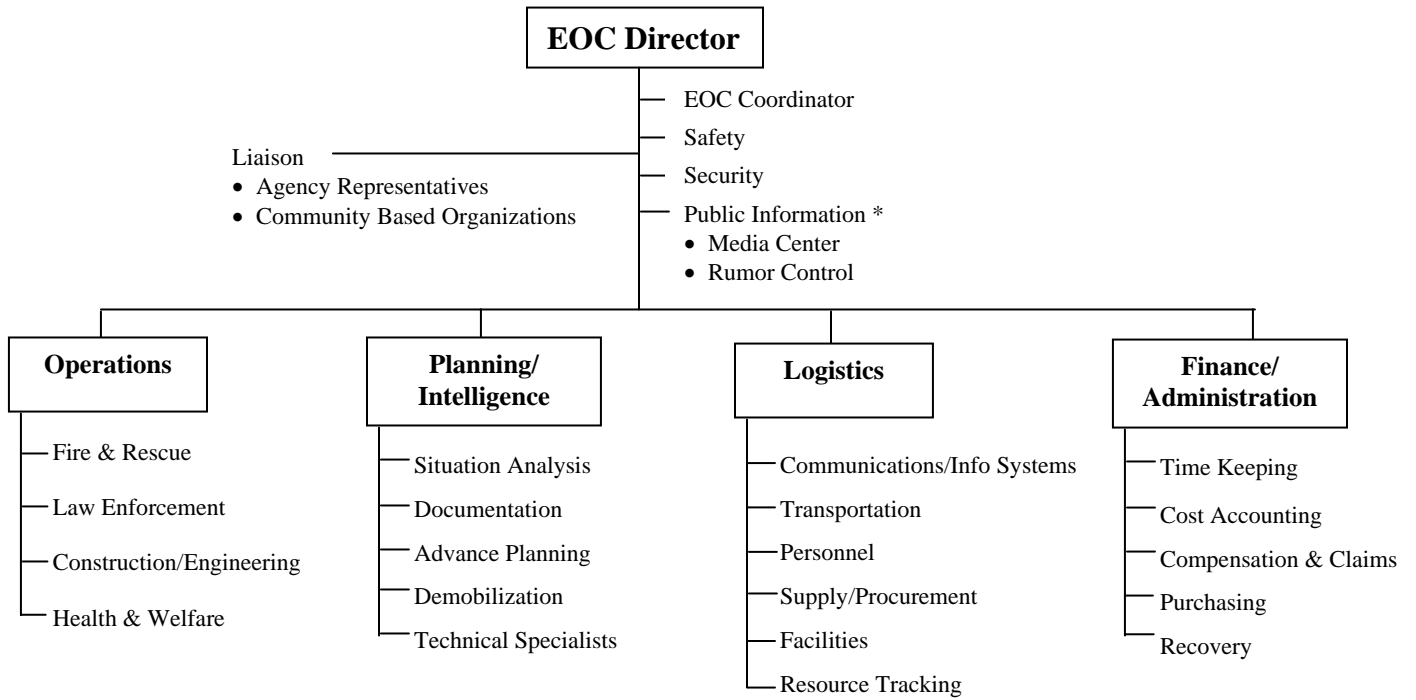 EOC Director
EOC Coordinator
Safety
Liaison
• Agency Representatives
• Community Based Organizations
Security
Public Information *
• Media Center
• Rumor Control
Operations
Fire & Rescue
Law Enforcement
Construction/Engineering
Health & Welfare
Planning/
Intelligence
Situation Analysis
Documentation
Advance Planning
Demobilization
Technical Specialists
Logistics
Communications/Info Systems
Transportation
Personnel
Supply/Procurement
Facilities
Resource Tracking
Finance/
Administration
Time Keeping
Cost Accounting
Compensation & Claims
Purchasing
Recovery